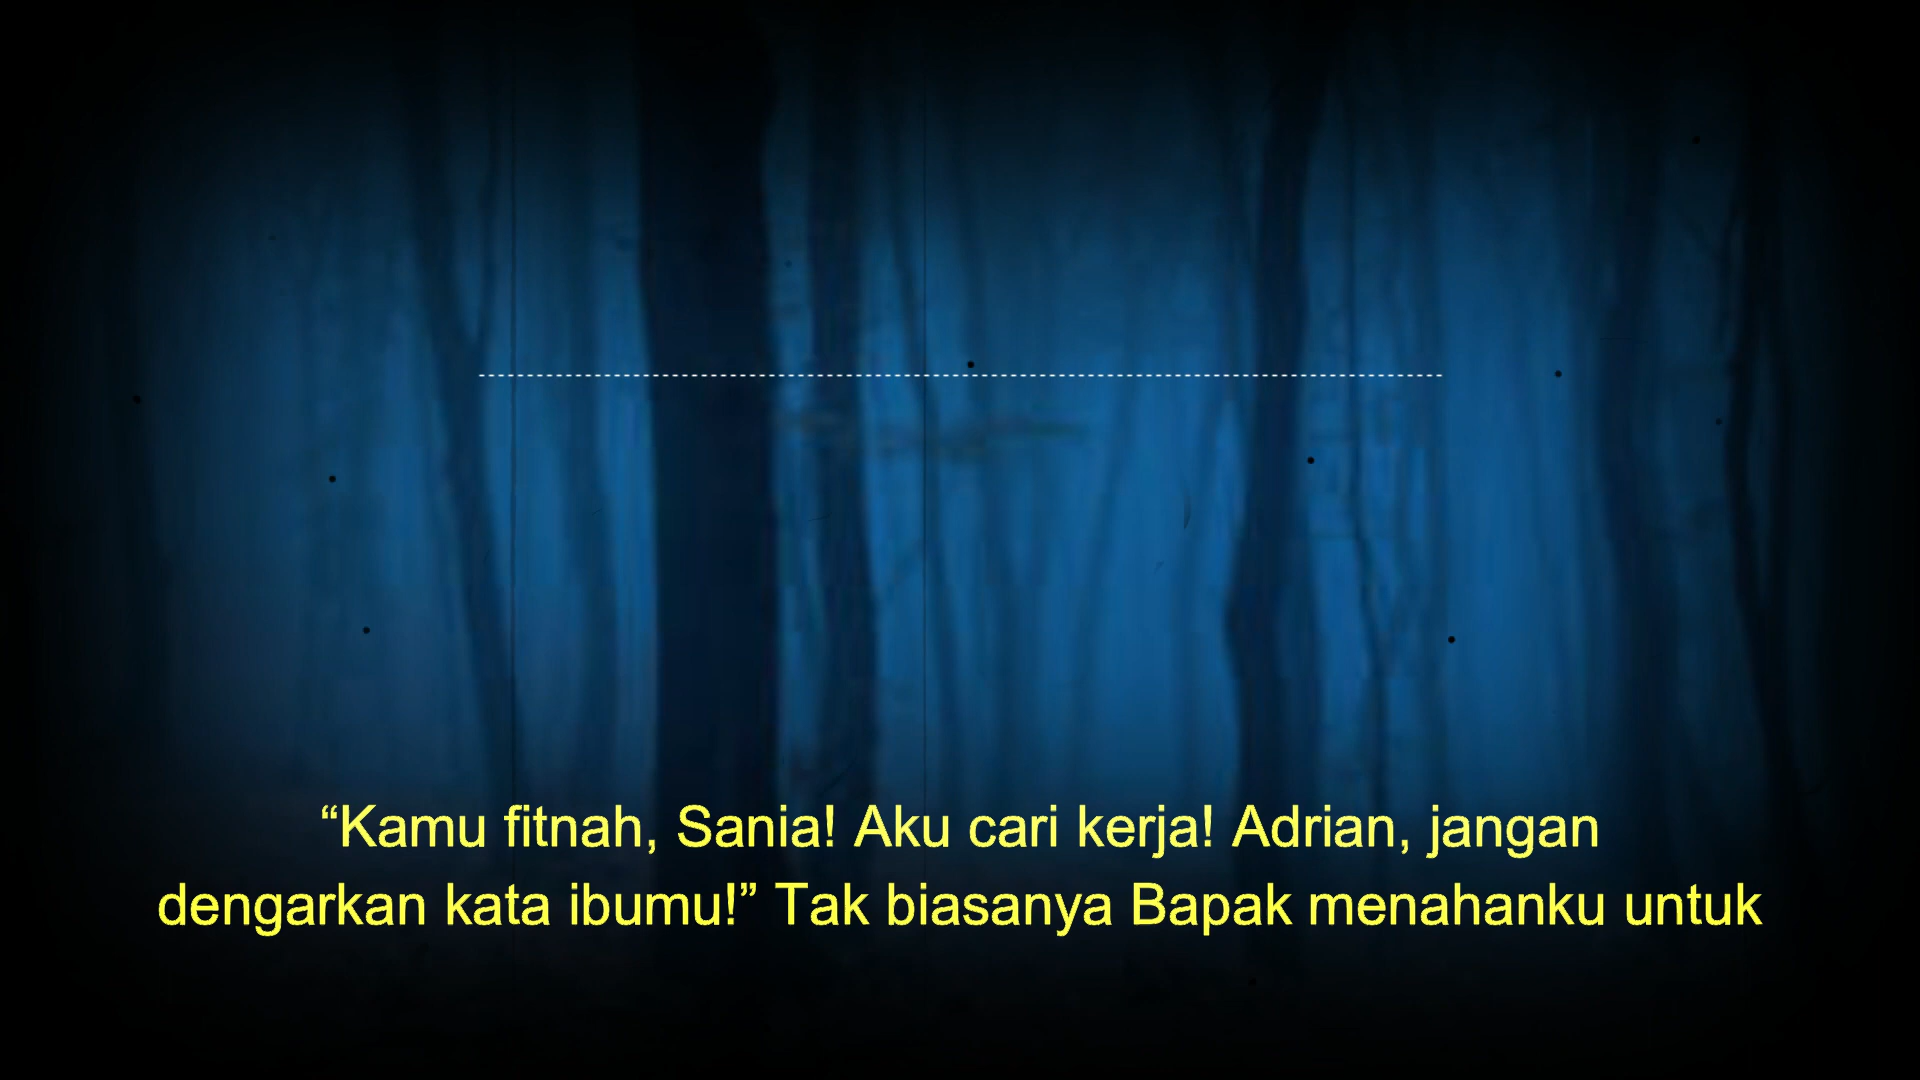 “Kamu fitnah, Sania! Aku cari kerja! Adrian, jangan
dengarkan kata ibumu!” Tak biasanya Bapak menahanku untuk